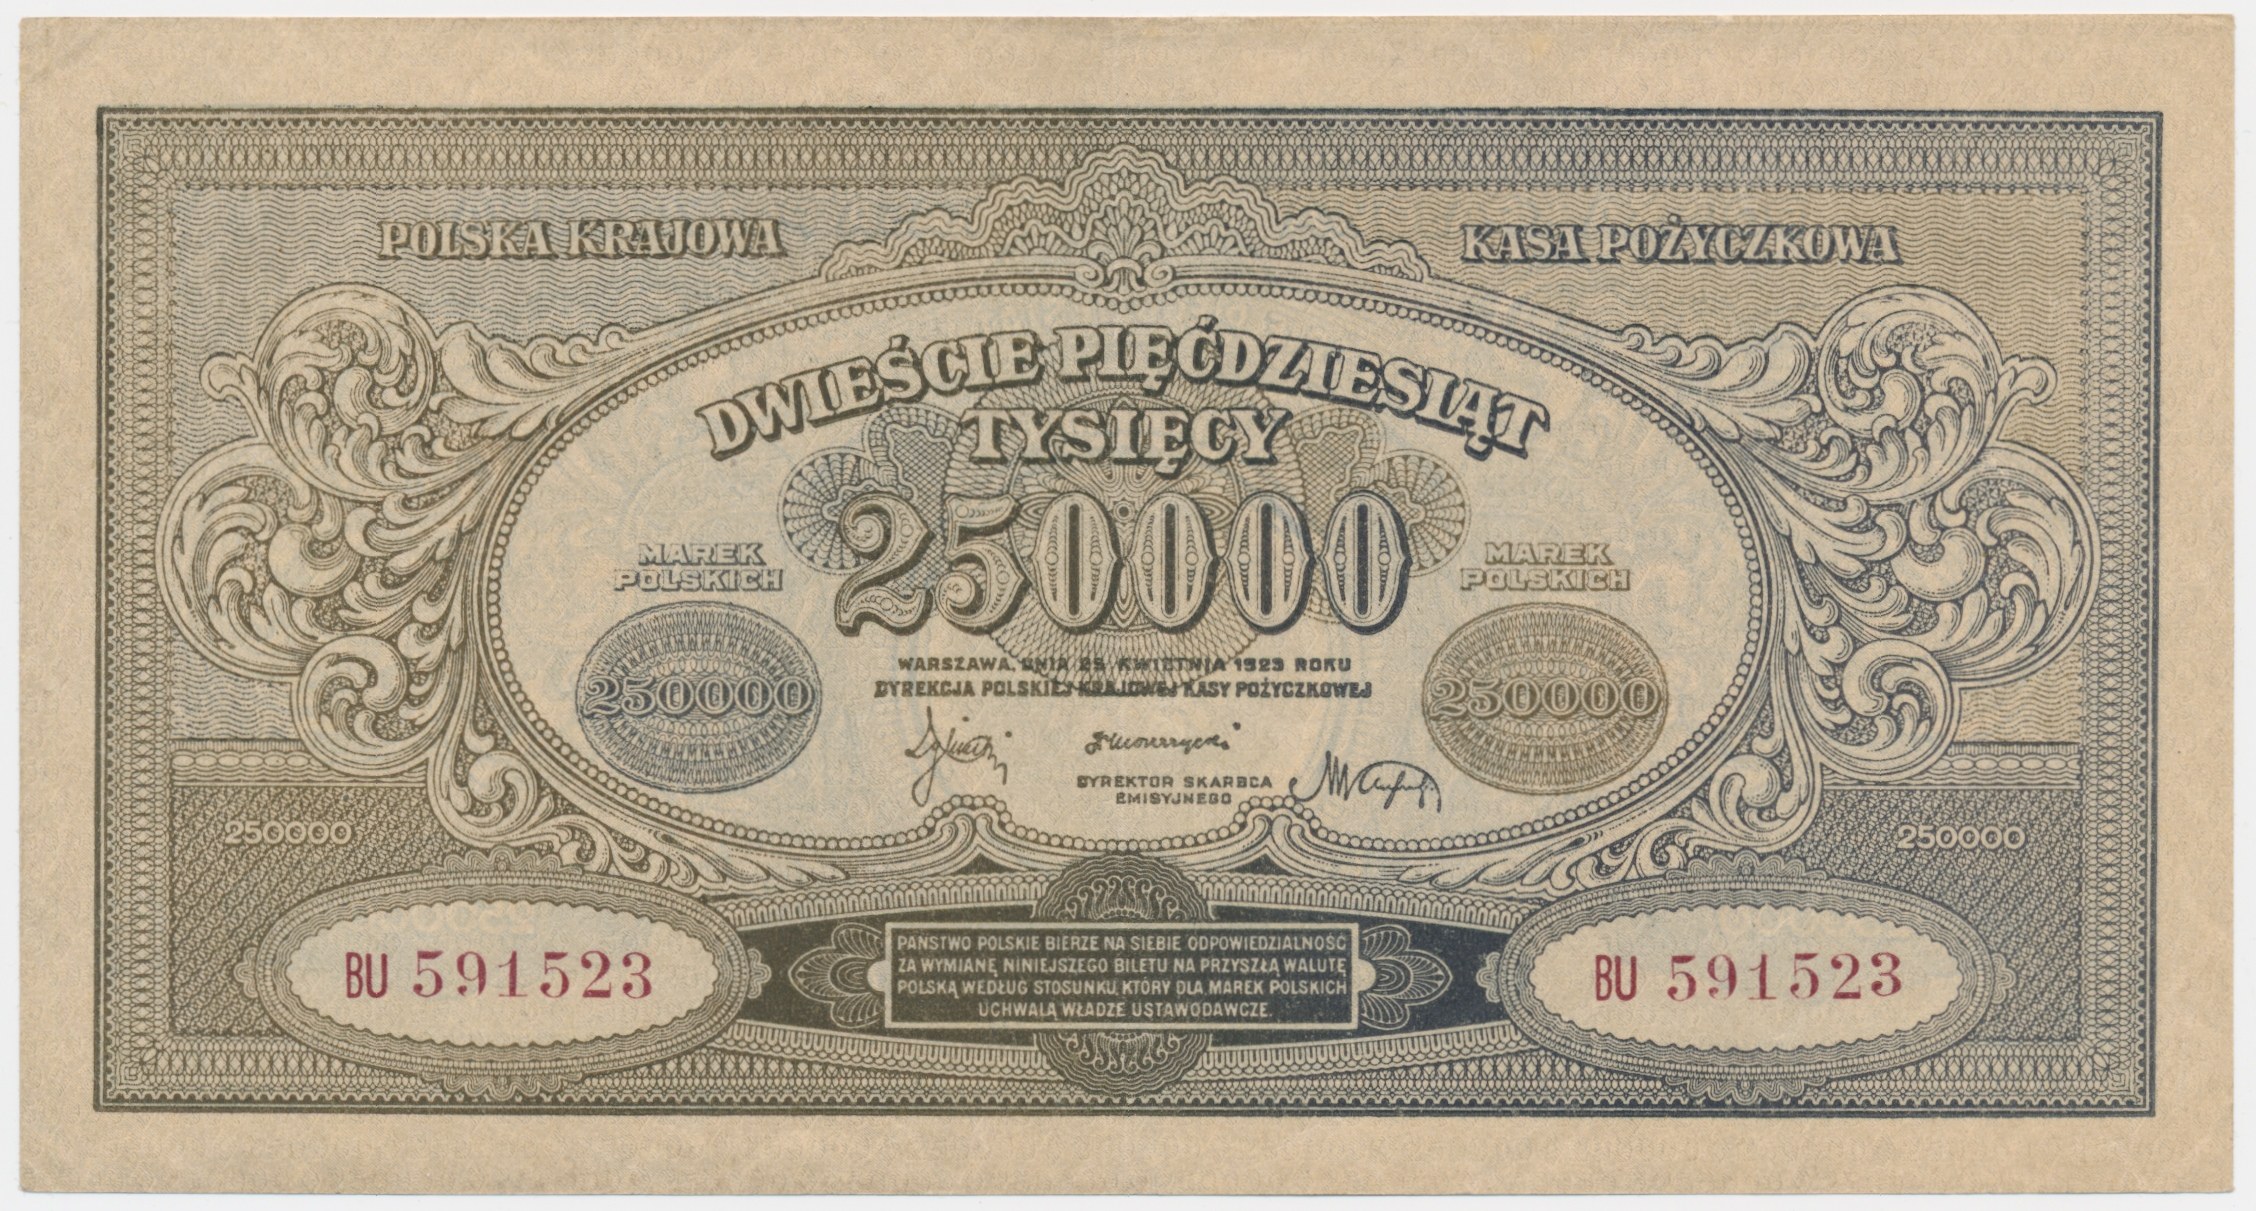 POLSKA KRAJOWA KASA POŻYCZKOWA
DWIEŚCIE PIĘĆDZIESIĄT
TYSIĘCY
250000
MAREK
POLSKICH
MAREK
POLSKICH
250000
250000
WARSZAWA, DNIA 25 KWIETNIA 1923 ROKU
DYREKCJA POLSKIEJ KRAJOWEJ KASY POŻYCZKOWEJ
DYREKTOR SKARBCA
EMISYJNEGO
250000
250000
BU 591523
PAŃSTWO POLSKIE BIERZE NA SIEBIE ODPOWIEDZIALNOŚĆ
ZA WYMIANĘ NINIEJSZEGO BILETU NA PRZYSZŁĄ WALUTĘ
POLSKĄ WEDŁUG STOSUNKU, KTÓRY DLA MAREK POLSKICH
UCHWALĄ WŁADZE USTAWODAWCZE.
BU 591523